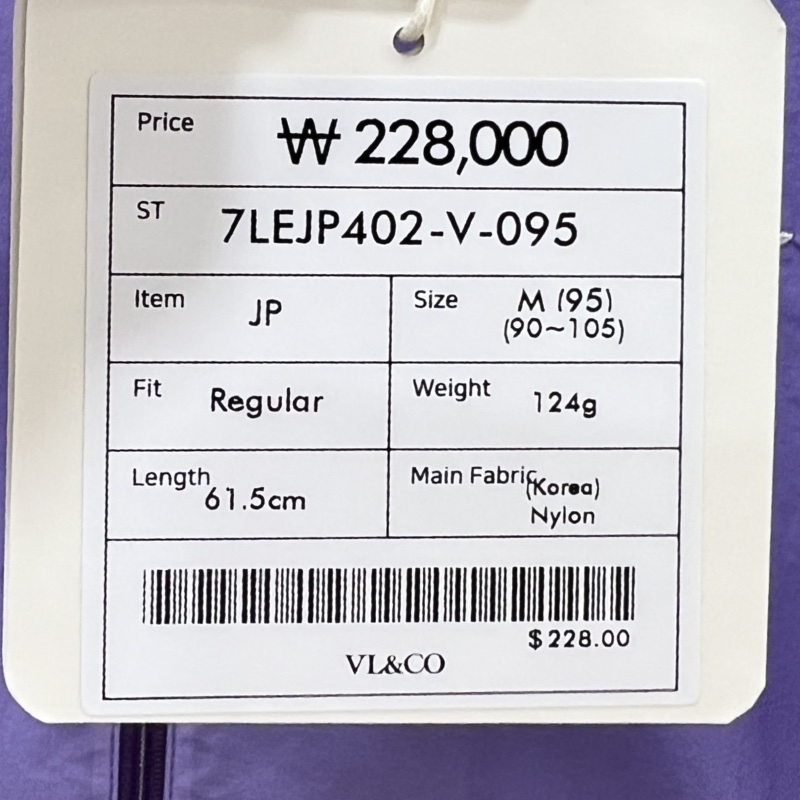 Price ₩ 228,000
ST 7LEJP402-V-095
Item JP Size M (95)
(90~105)
Fit Regular Weight 124g
Length 61.5cm Main Fabric (Korea)
Nylon
$228.00
VL&CO